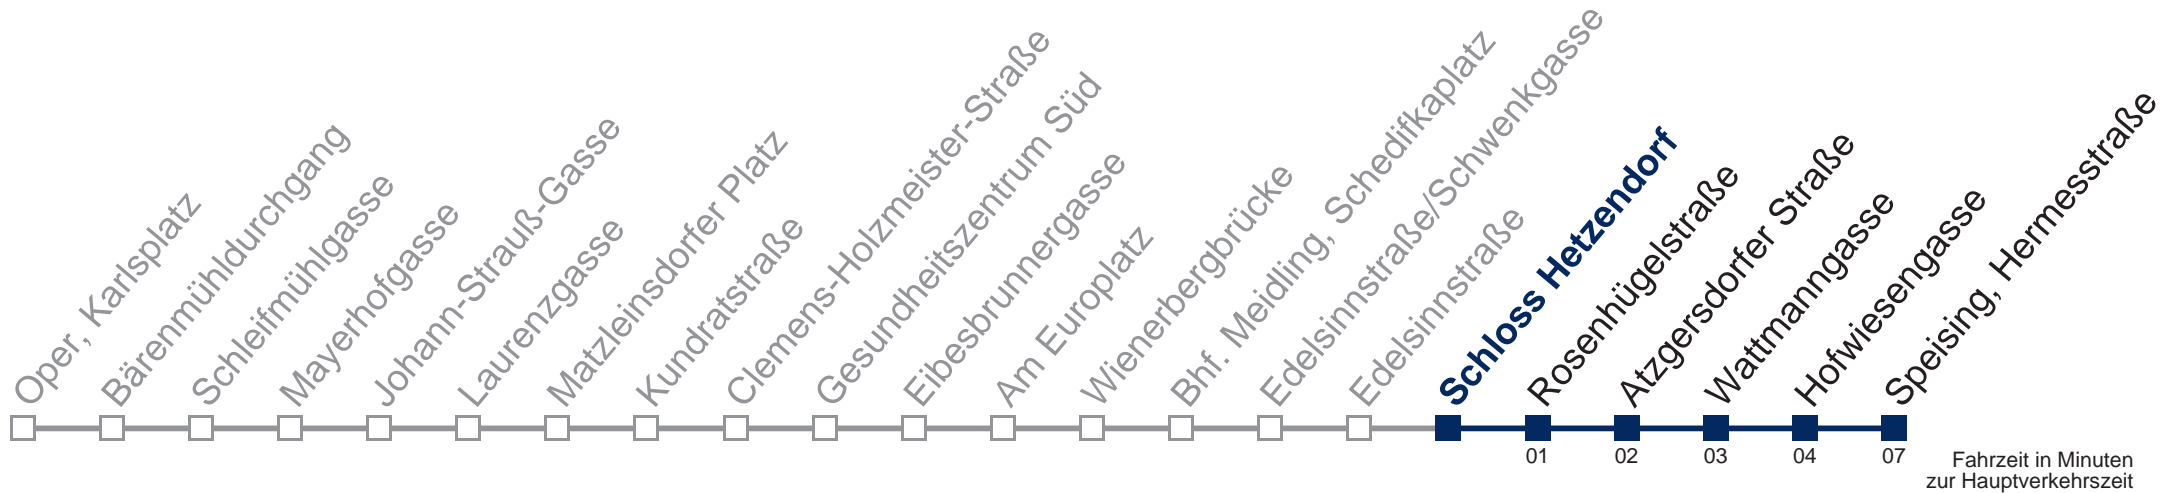 Oper, Karlsplatz
Bärenmühldurchgang
Schleifmühlgasse
Mayerhofgasse
Johann-Strauß-Gasse
Laurenzgasse
Matzleinsdorfer Platz
Kundratstraße
Clemens-Holzmeister-Straße
Gesundheitszentrum Süd
Eibesbrunnergasse
Am Europlatz
Wienerbergbrücke
Bhf. Meidling, Schedifkaplatz
Edelsinnstraße/Schwenkgasse
Edelsinnstraße
Schloss Hetzendorf
Rosenhügelstraße
Atzgersdorfer Straße
Wattmanngasse
Hofwiesengasse
Speising, Hermesstraße
01 02 03 04 07
Fahrzeit in Minuten
zur Hauptverkehrszeit